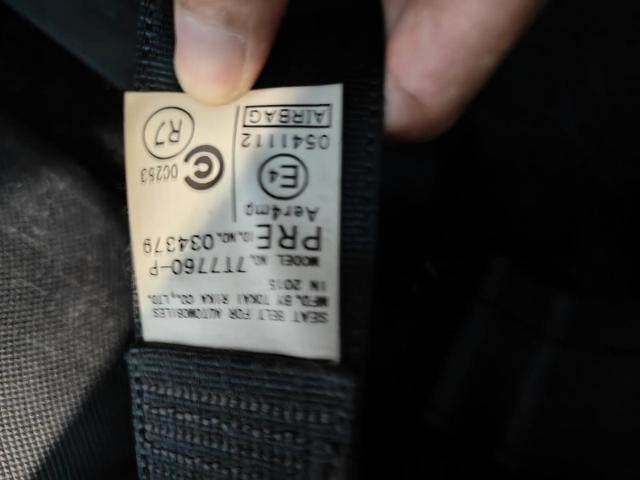 SEAT BELT FOR AUTOMOBILES
MFD. BY TOKAI RIKA CO., LTD.
IN 2015
MODEL NO. 7T7760-P
PRE ID. NO. 034379
Aer4mp
E4
0541112
AIRBAG
C
00253
R7